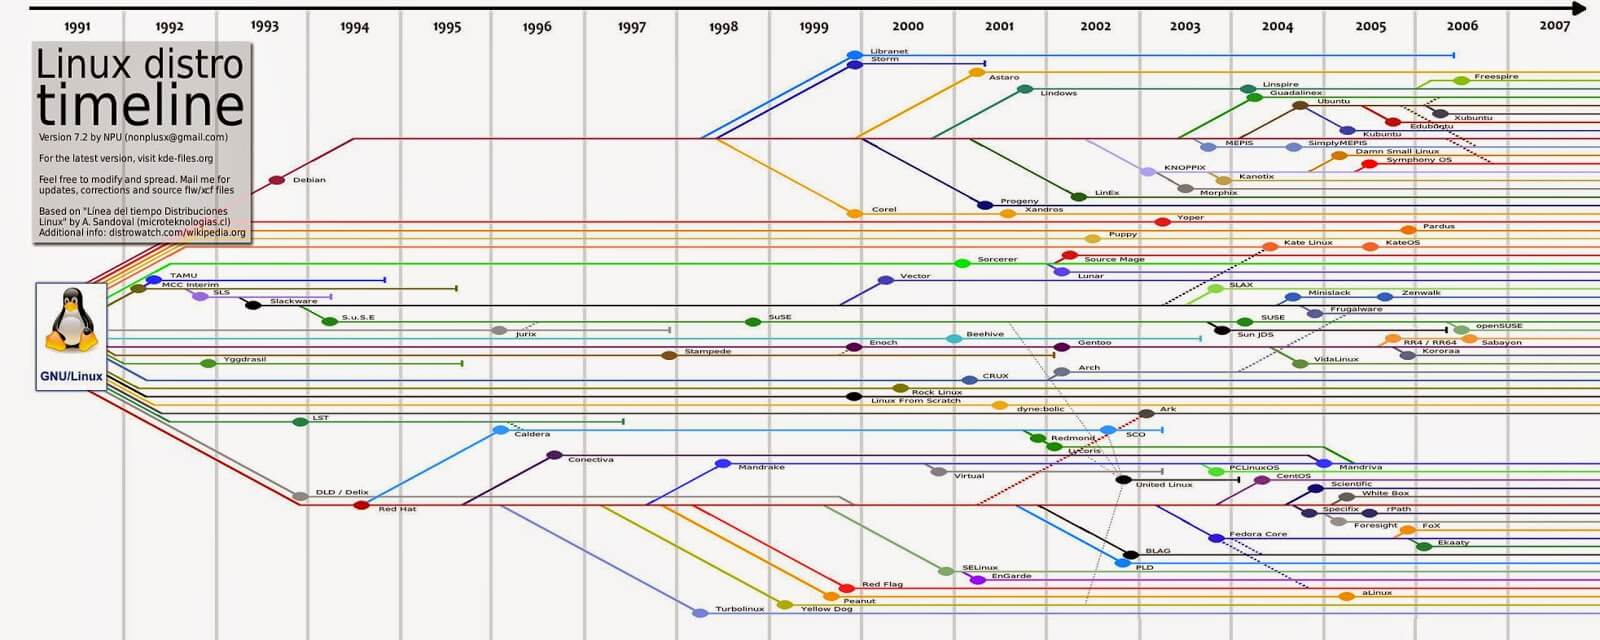 1991 1992 1993 1994 1995 1996 1997 1998 1999 2000 2001 2002 2003 2004 2005 2006 2007
Linux distro
timeline
Version 7.2 by NPU (nonplusx@gmail.com)
For the latest version, visit kde-files.org
Feel free to modify and spread. Mail me for
updates, corrections and source flw/xcf files
Based on "Línea del tiempo Distribuciones
Linux" by A. Sandoval (microteknologias.cl)
Additional info: distrowatch.com/wikipedia.org
GNU/Linux
Libranet
Storm
Astaro
Freespire
Lindows
Linspire
Guadalinex
Ubuntu
Xubuntu
Edubuntu
Kubuntu
MEPIS
SimplyMEPIS
Damn Small Linux
Symphony OS
KNOPPIX
Kanotix
Debian
Morphix
LinEx
Progeny
Corel
Xandros
Yoper
Pardus
Puppy
Kate Linux
KateOS
Sorcerer
Source Mage
TAMU
Vector
Lunar
MCC Interim
SLAX
SLS
Minislack
Zenwalk
Slackware
Frugalware
S.u.S.E
SuSE
SUSE
openSUSE
Jurix
Beehive
Sun JDS
Enoch
Gentoo
RR4 / RR64
Sabayon
Stampede
Kororaa
Yggdrasil
VidaLinux
Arch
CRUX
Rock Linux
Linux From Scratch
dyne:bolic
Ark
LST
Caldera
Redmond
SCO
Lycoris
Conectiva
Mandrake
Mandriva
Virtual
PCLinuxOS
United Linux
CentOS
Scientific
DLD / Delix
White Box
Red Hat
Specifix
rPath
Foresight
FoX
Fedora Core
Ekaaty
BLAG
PLD
SELinux
EnGarde
Red Flag
Peanut
aLinux
Yellow Dog
Turbolinux